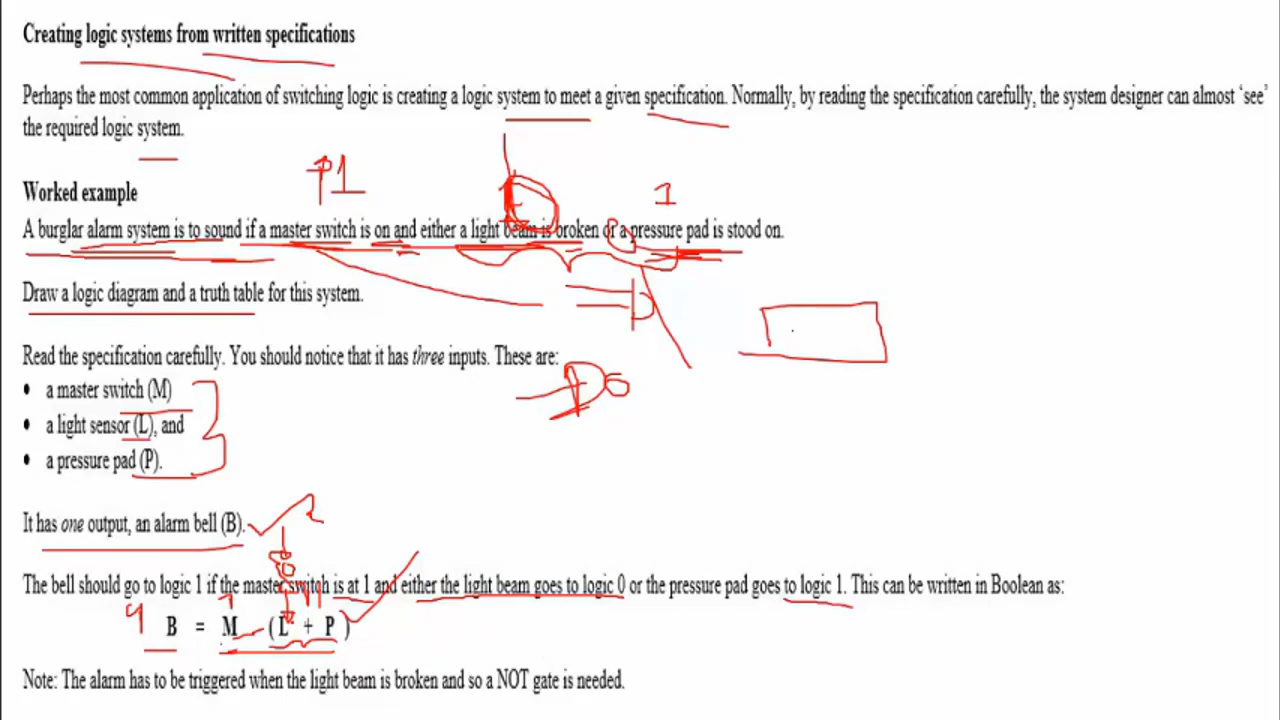 Creating logic systems from written specifications
Perhaps the most common application of switching logic is creating a logic system to meet a given specification. Normally, by reading the specification carefully, the system designer can almost ‘see’
the required logic system.
P1
1
Worked example
A burglar alarm system is to sound if a master switch is on and either a light beam is broken or a pressure pad is stood on.
Draw a logic diagram and a truth table for this system.
Read the specification carefully. You should notice that it has three inputs. These are:
• a master switch (M)
• a light sensor (L), and
• a pressure pad (P).
It has one output, an alarm bell (B).
The bell should go to logic 1 if the master switch is at 1 and either the light beam goes to logic 0 or the pressure pad goes to logic 1. This can be written in Boolean as:
B = M (L + P)
Note: The alarm has to be triggered when the light beam is broken and so a NOT gate is needed.